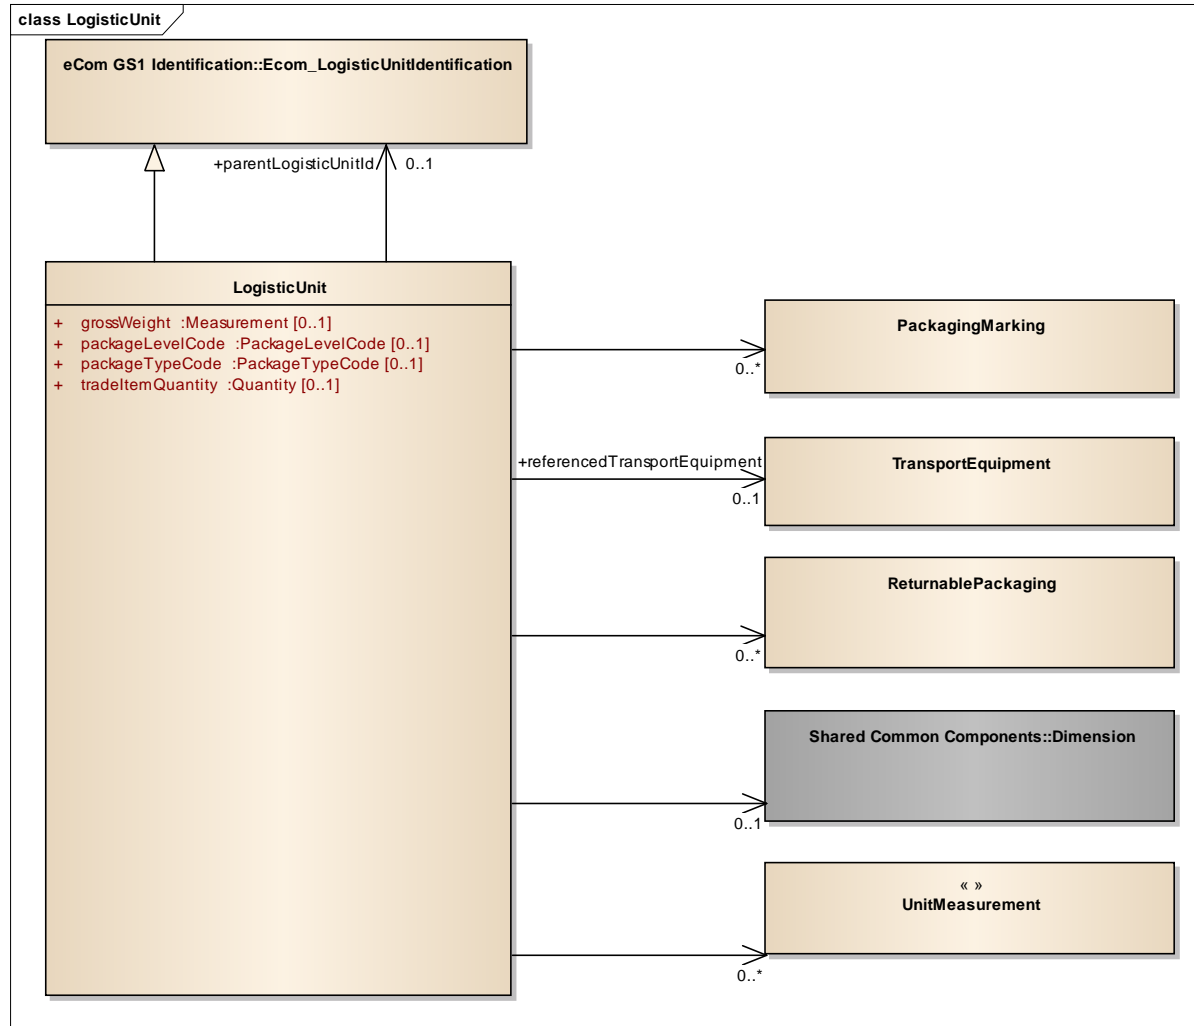 class LogisticUnit
eCom GS1 Identification::Ecom_LogisticUnitIdentification
+parentLogisticUnitId 0..1
LogisticUnit
+ grossWeight :Measurement [0..1]
+ packageLevelCode :PackageLevelCode [0..1]
+ packageTypeCode :PackageTypeCode [0..1]
+ tradeItemQuantity :Quantity [0..1]
PackagingMarking
0..*
+referencedTransportEquipment
TransportEquipment
0..1
ReturnablePackaging
0..*
Shared Common Components::Dimension
0..1
« »
UnitMeasurement
0..*